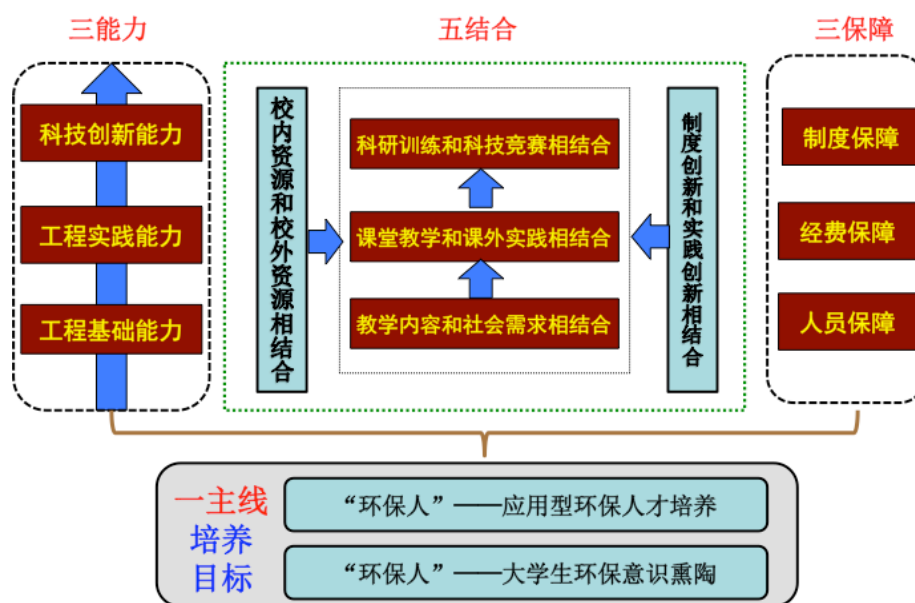 三能力
五结合
三保障
科技创新能力
工程实践能力
工程基础能力
校内资源和校外资源相结合
科研训练和科技竞赛相结合
课堂教学和课外实践相结合
教学内容和社会需求相结合
制度创新和实践创新相结合
制度保障
经费保障
人员保障
一主线
培养
目标
“环保人”——应用型环保人才培养
“环保人”——大学生环保意识熏陶